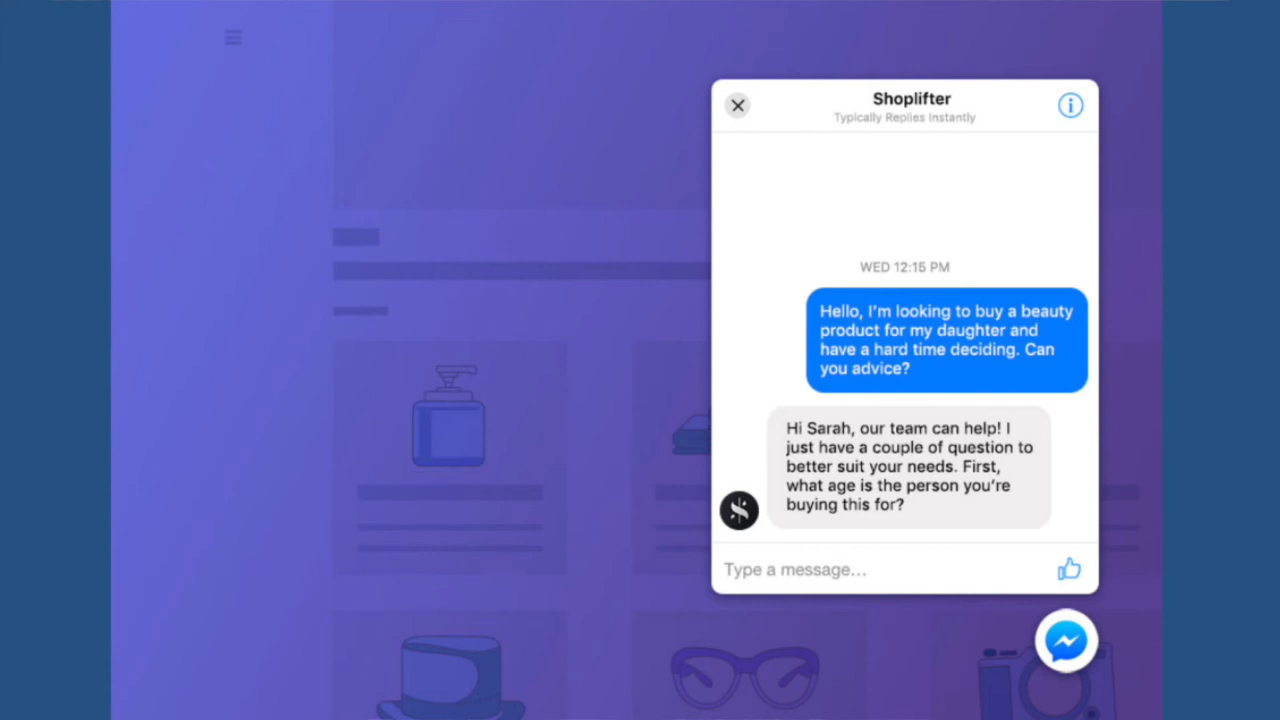 Shoplifter
Typically Replies Instantly
WED 12:15 PM
Hello, I'm looking to buy a beauty
product for my daughter and
have a hard time deciding. Can
you advice?
Hi Sarah, our team can help! I
just have a couple of question to
better suit your needs. First,
what age is the person you're
buying this for?
Type a message...